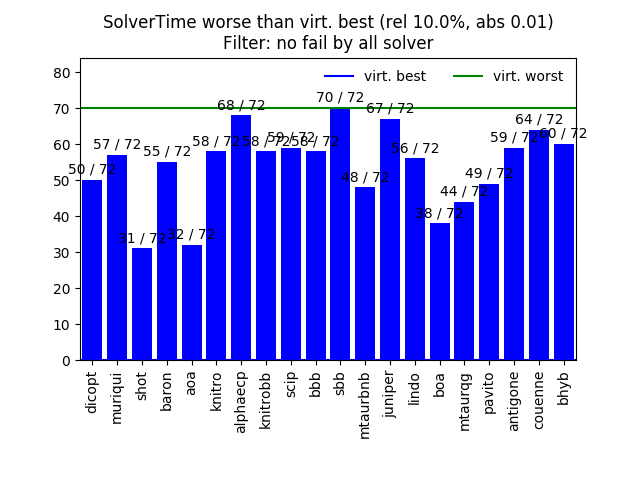 SolverTime worse than virt. best (rel 10.0%, abs 0.01)
Filter: no fail by all solver
virt. best
virt. worst
80
70
60
50
40
30
20
10
0
50 / 72
57 / 72
31 / 72
55 / 72
32 / 72
58 / 72
68 / 72
58 / 72
59 / 72
58 / 72
70 / 72
48 / 72
67 / 72
56 / 72
38 / 72
44 / 72
49 / 72
59 / 72
64 / 72
60 / 72
dicopt
muriqui
shot
baron
aoa
knitro
alphaecp
knitrobb
scip
bbb
sbb
mtaurbnb
juniper
lindo
boa
mtaurqg
pavito
antigone
couenne
bhyb